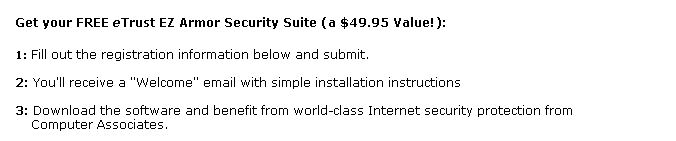 Get your FREE eTrust EZ Armor Security Suite (a $49.95 Value!):
1: Fill out the registration information below and submit.
2: You'll receive a "Welcome" email with simple installation instructions
3: Download the software and benefit from world-class Internet security protection from
Computer Associates.